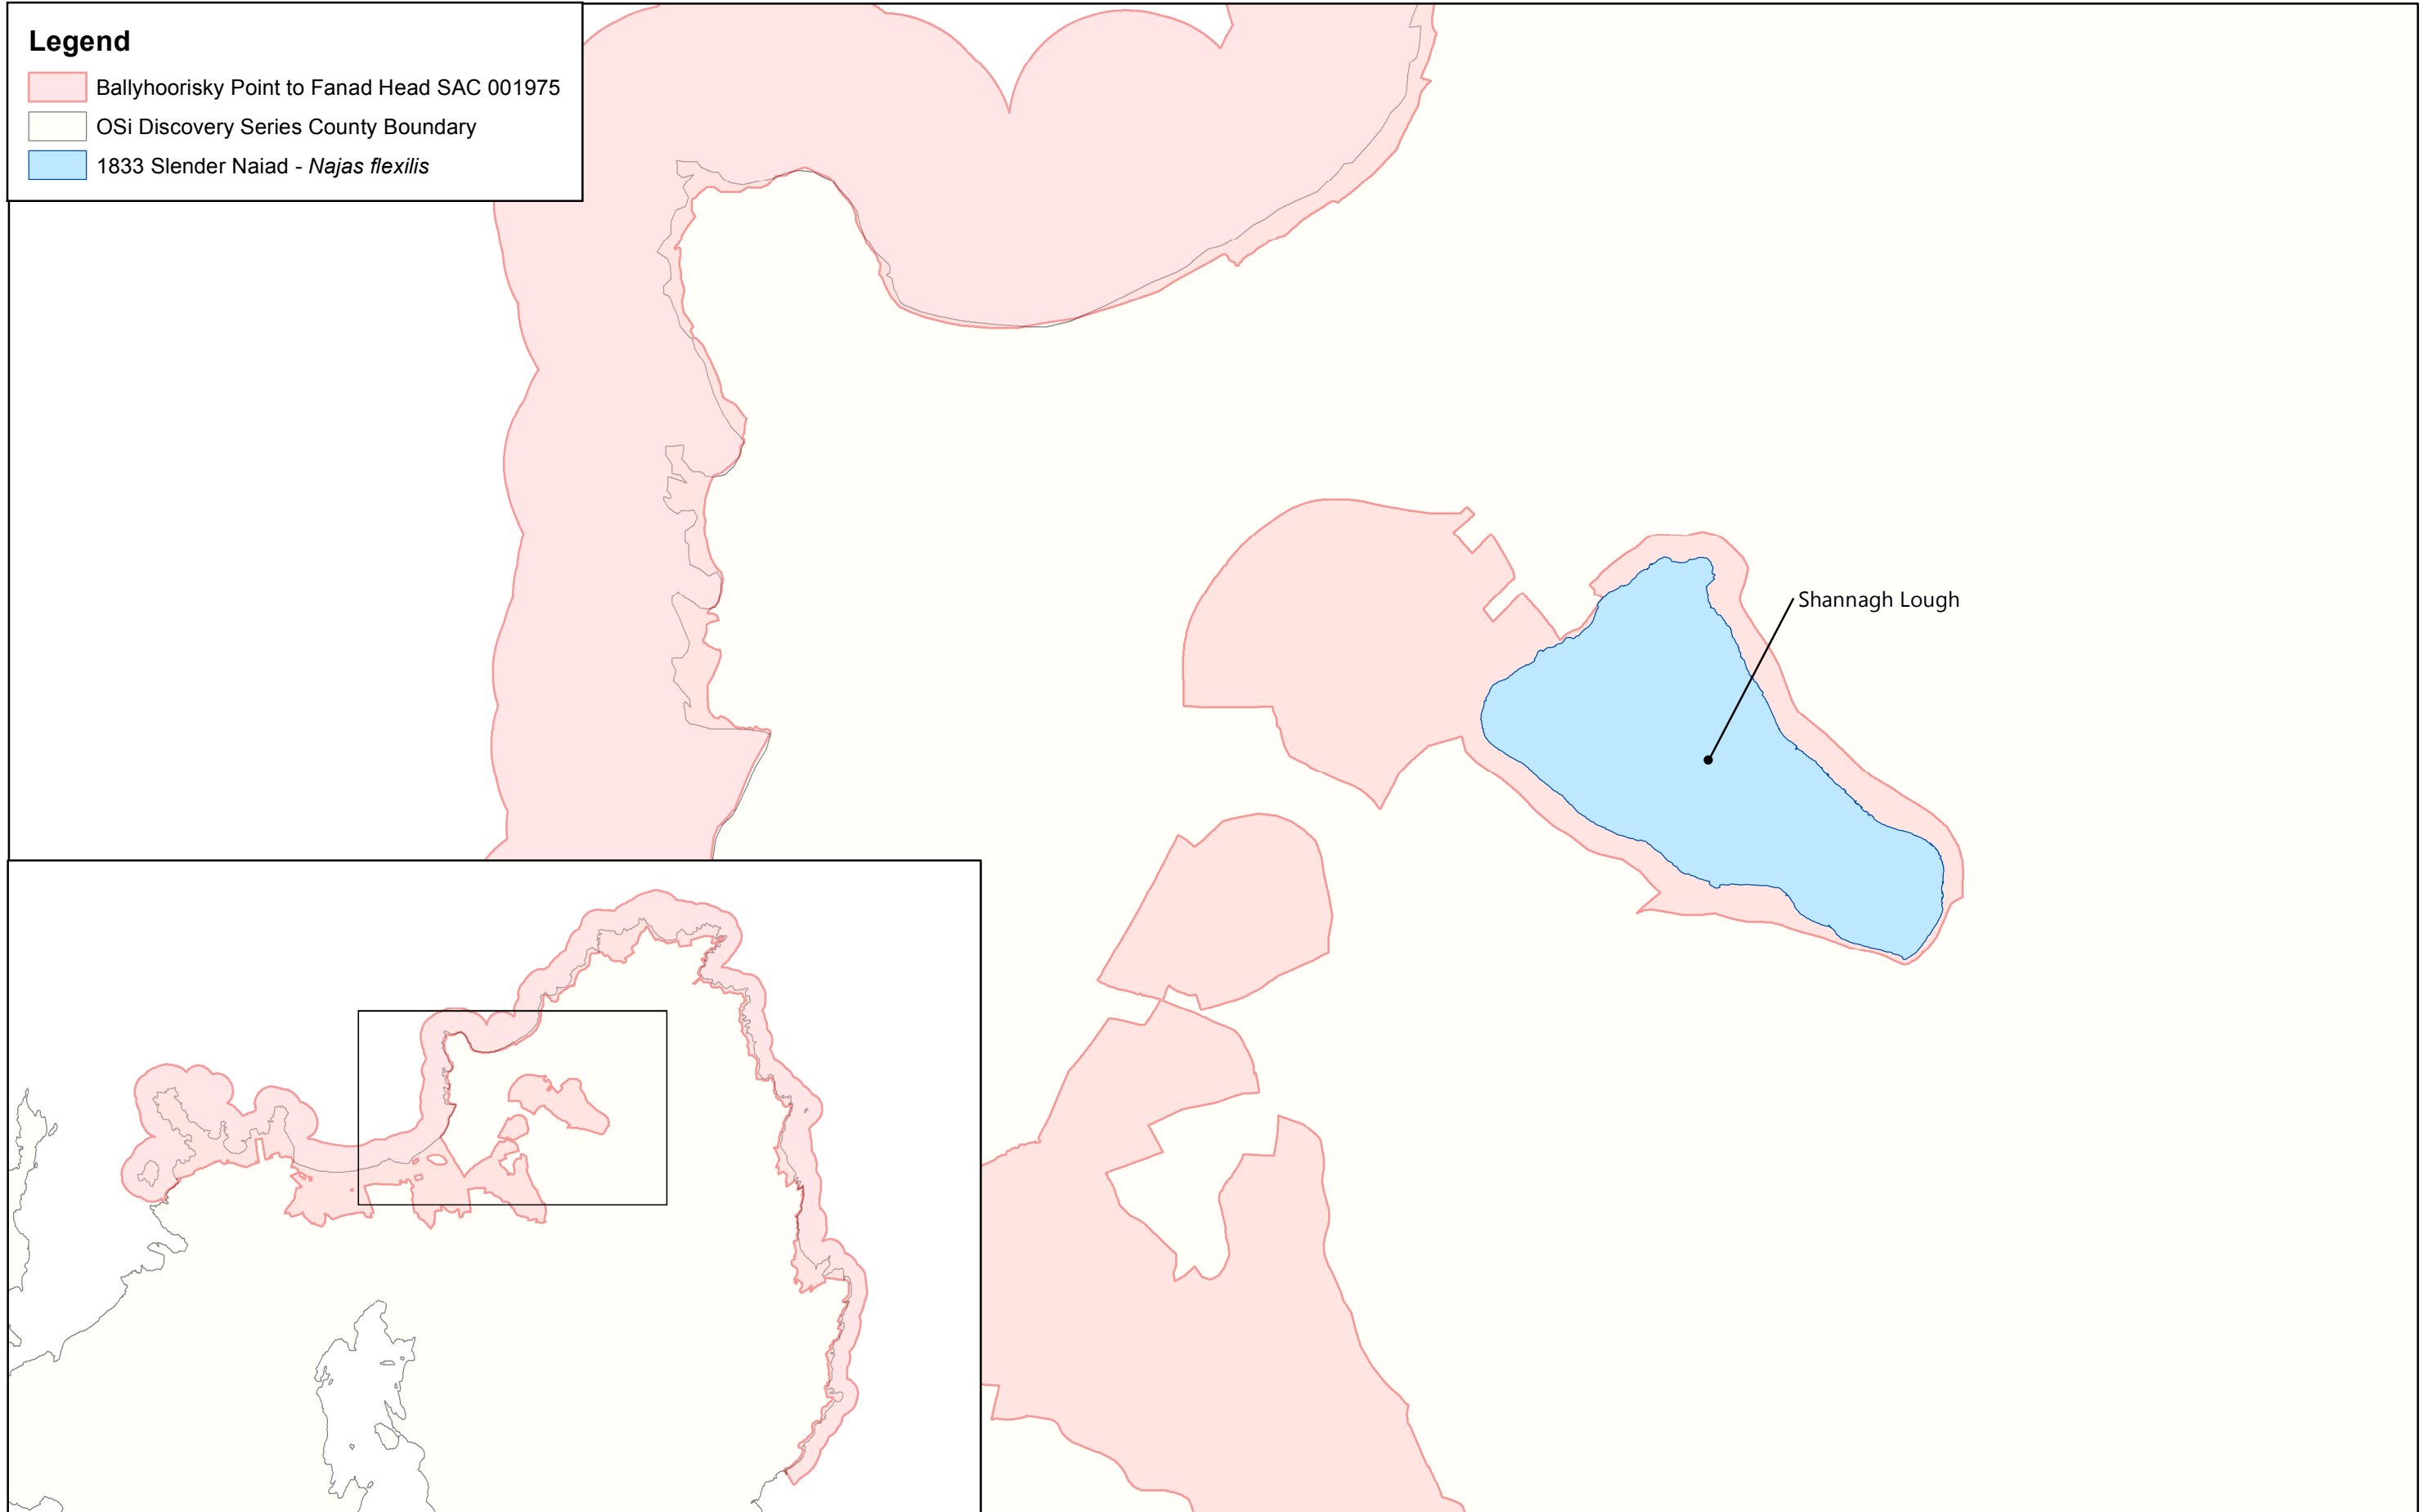 Legend
Ballyhoorisky Point to Fanad Head SAC 001975
OSi Discovery Series County Boundary
1833 Slender Naiad - Najas flexilis
Shannagh Lough